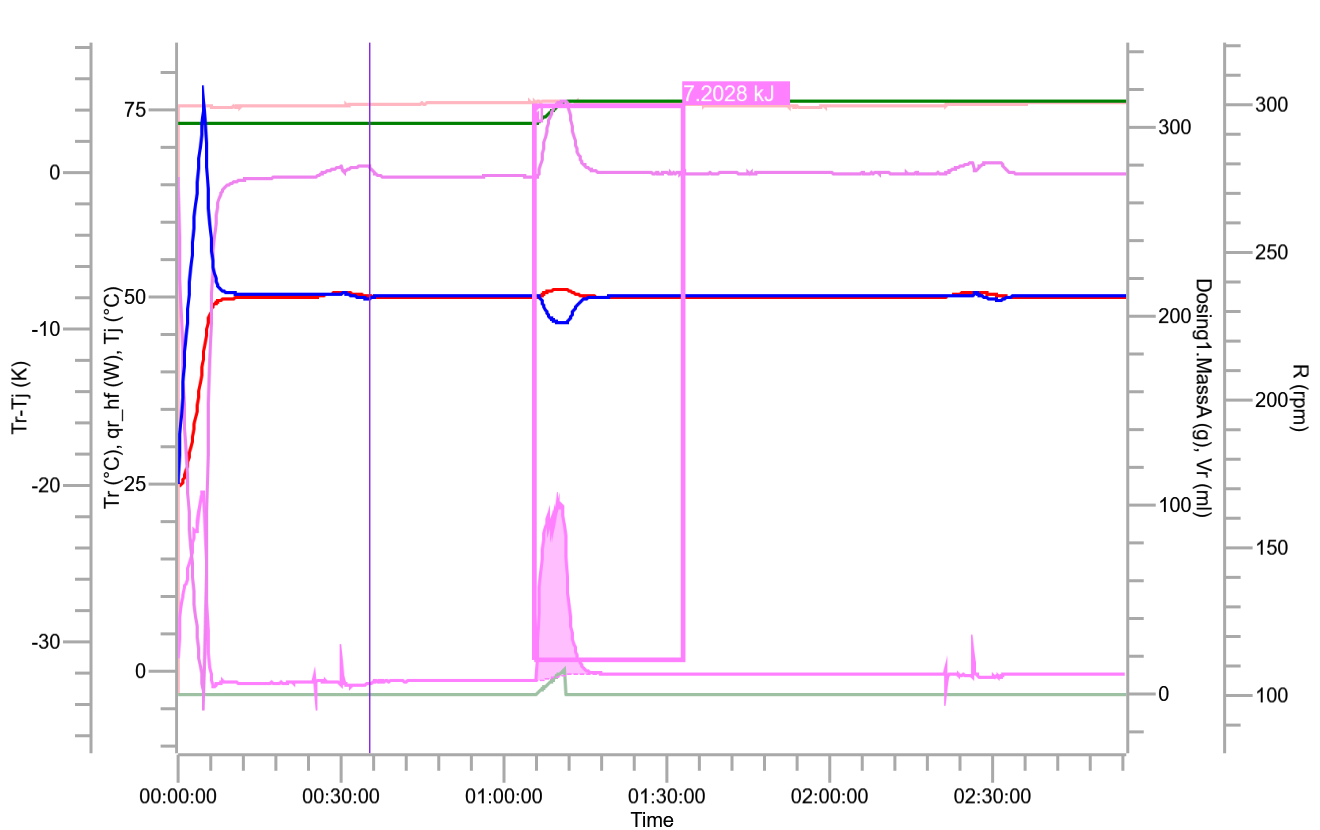 7.2028 kJ
75
50
25
0
0
-10
-20
-30
300
200
100
0
300
250
200
150
100
Tr-Tj (K)
Tr (°C), qr_hf (W), Tj (°C)
Dosing1.MassA (g), Vr (ml)
R (rpm)
00:00:00 00:30:00 01:00:00 01:30:00 02:00:00 02:30:00
Time